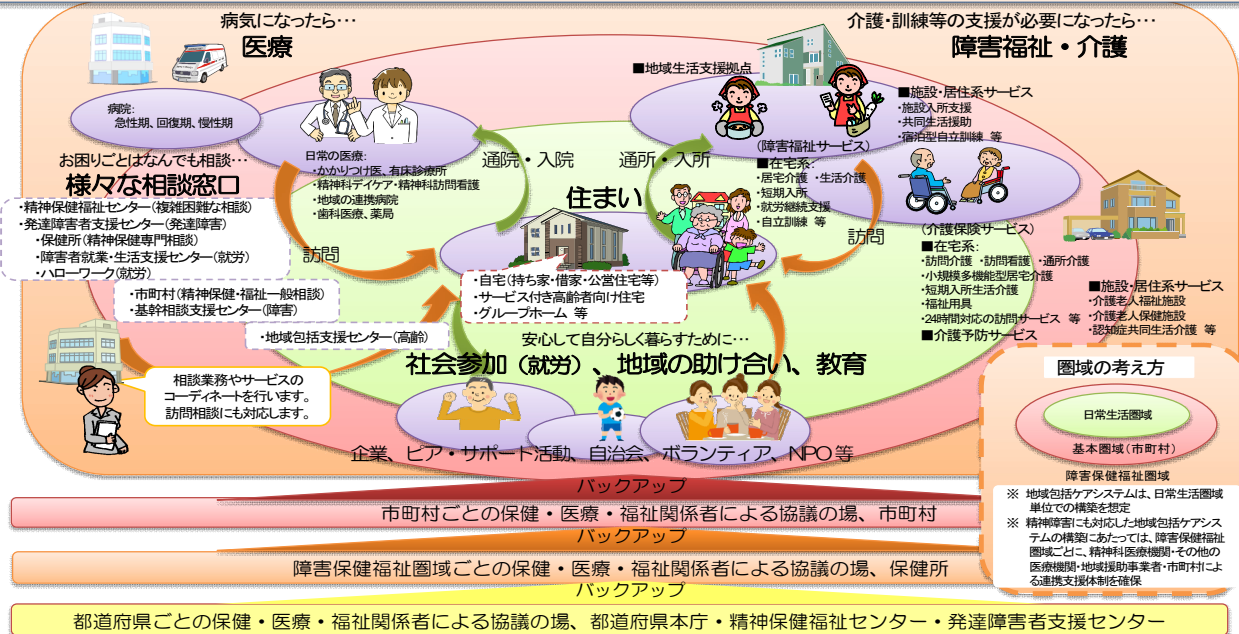 病気になったら…
医療
病院:
急性期、回復期、慢性期
日常の医療:
・かかりつけ医、有床診療所
・精神科デイケア・精神科訪問看護
・地域の連携病院
・歯科医療、薬局
介護・訓練等の支援が必要になったら…
障害福祉・介護
■地域生活支援拠点
■施設・居住系サービス
・施設入所支援
・共同生活援助
・宿泊型自立訓練 等
(障害福祉サービス)
■在宅系:
・居宅介護 ・生活介護
・短期入所
・就労継続支援
・自立訓練 等
(介護保険サービス)
■在宅系:
・訪問介護 ・訪問看護 ・通所介護
・小規模多機能型居宅介護
・短期入所生活介護
・福祉用具
・24時間対応の訪問サービス 等
■介護予防サービス
■施設・居住系サービス
・介護老人福祉施設
・介護老人保健施設
・認知症共同生活介護 等
お困りごとはなんでも相談…
様々な相談窓口
・精神保健福祉センター(複雑困難な相談)
・発達障害者支援センター(発達障害)
・保健所(精神保健専門相談)
・障害者就業・生活支援センター(就労)
・ハローワーク(就労)
・市町村(精神保健・福祉一般相談)
・基幹相談支援センター(障害)
・地域包括支援センター(高齢)
相談業務やサービスの
コーディネートを行います。
訪問相談にも対応します。
通院・入院
通所・入所
訪問
訪問
住まい
・自宅(持ち家・借家・公営住宅等)
・サービス付き高齢者向け住宅
・グループホーム 等
安心して自分らしく暮らすために…
社会参加(就労)、地域の助け合い、教育
企業、ピア・サポート活動、自治会、ボランティア、NPO等
バックアップ
市町村ごとの保健・医療・福祉関係者による協議の場、市町村
バックアップ
障害保健福祉圏域ごとの保健・医療・福祉関係者による協議の場、保健所
バックアップ
都道府県ごとの保健・医療・福祉関係者による協議の場、都道府県本庁・精神保健福祉センター・発達障害者支援センター
圏域の考え方
日常生活圏域
基本圏域(市町村)
障害保健福祉圏域
※ 地域包括ケアシステムは、日常生活圏域
単位での構築を想定
※ 精神障害にも対応した地域包括ケアシス
テムの構築にあたっては、障害保健福祉
圏域ごとに、精神科医療機関・その他の
医療機関・地域援助事業者・市町村によ
る連携支援体制を確保